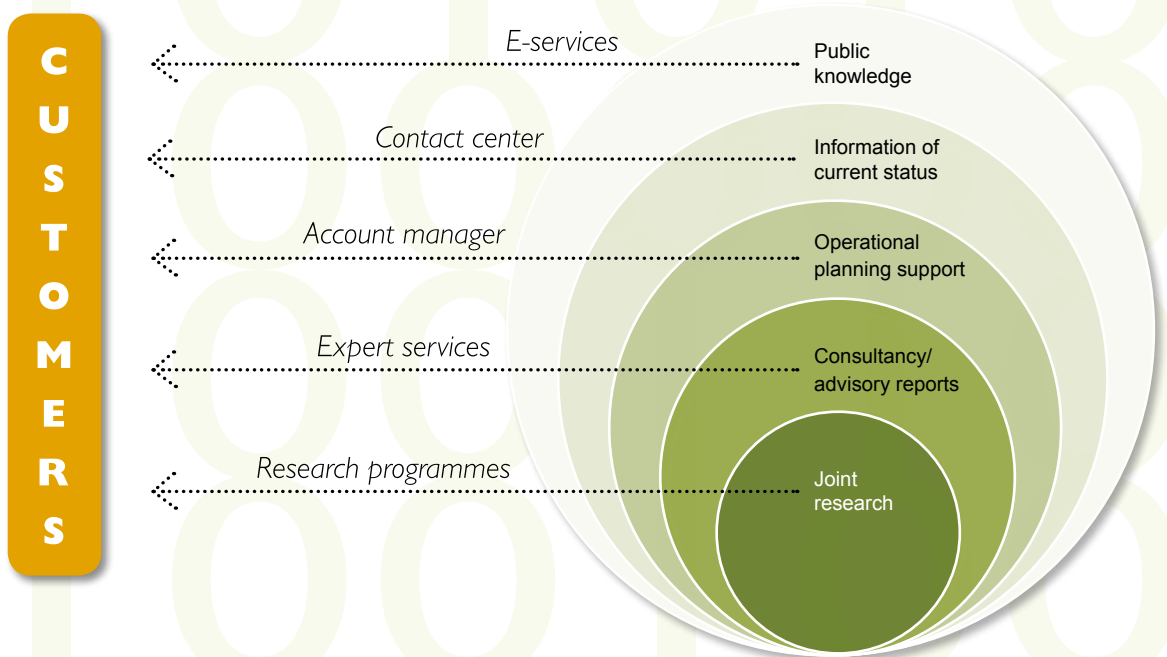 C
U
S
T
O
M
E
R
S
E-services
Public
knowledge
Contact center
Information of
current status
Account manager
Operational
planning support
Expert services
Consultancy/
advisory reports
Research programmes
Joint
research